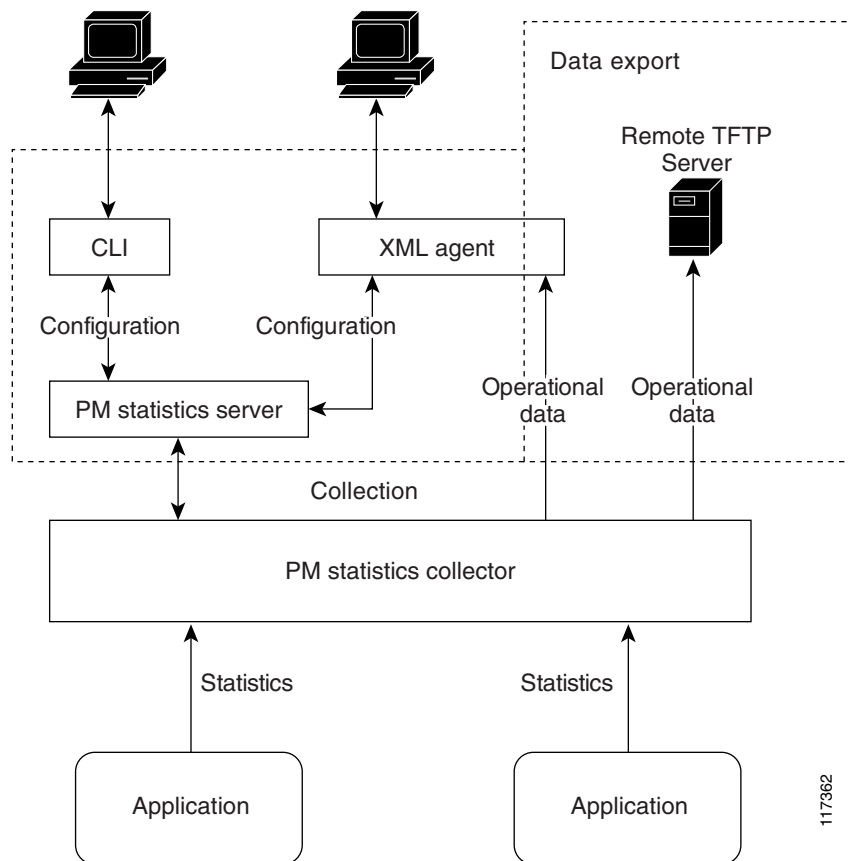 Data export
Remote TFTP
Server
CLI
XML agent
Configuration
Configuration
PM statistics server
Operational
data
Operational
data
Collection
PM statistics collector
Statistics
Statistics
Application
Application
117362